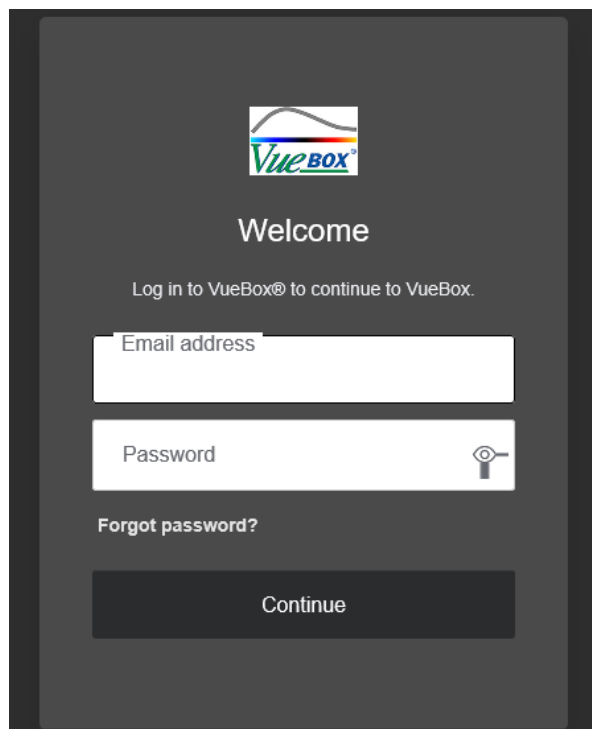 VueBOX®
Welcome
Log in to VueBox® to continue to VueBox.
Email address
Password
Forgot password?
Continue